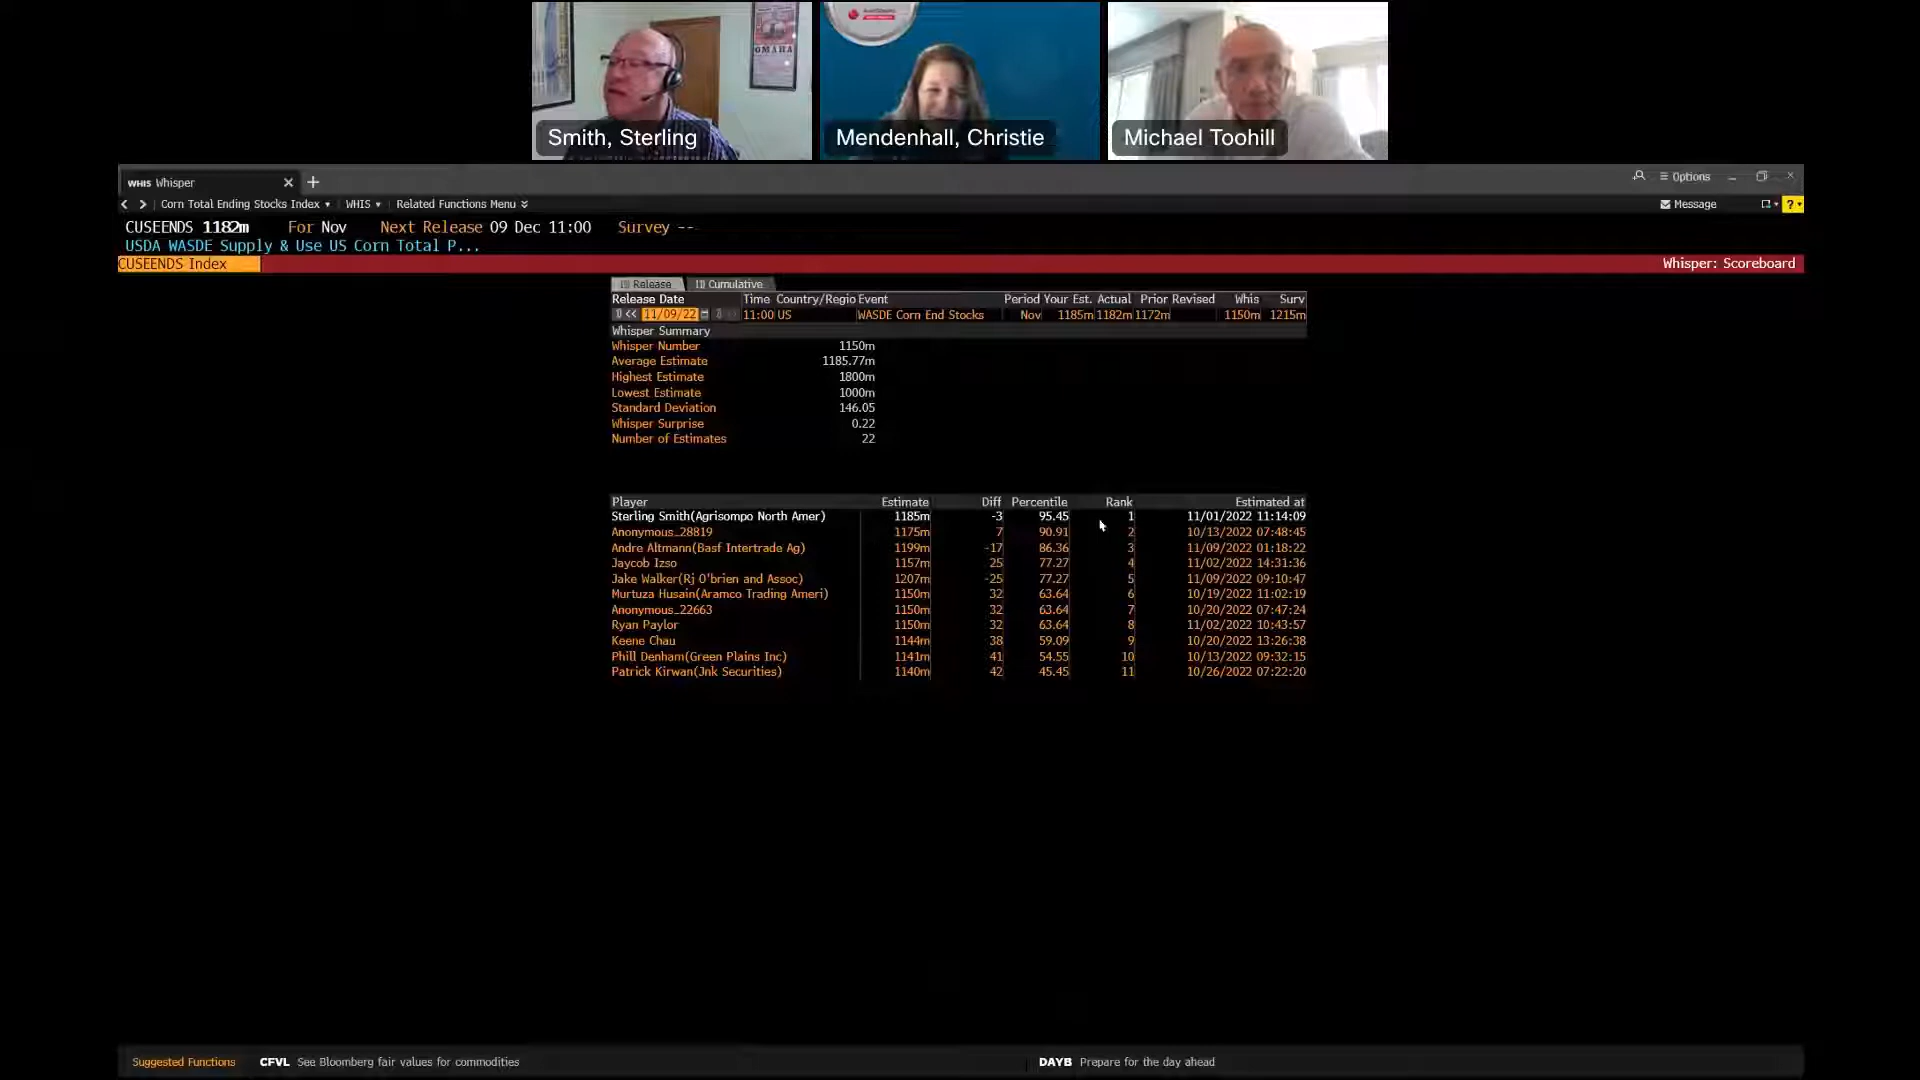 OMAHA
Smith, Sterling
Mendenhall, Christie
Michael Toohill
WHIS Whisper
Options
Corn Total Ending Stocks Index WHIS Related Functions Menu
Message
?
CUSEENDS 1182m For Nov Next Release 09 Dec 11:00 Survey --
USDA WASDE Supply & Use US Corn Total P...
CUSEENDS Index Whisper: Scoreboard
Release Cumulative
Release Date Time Country/Regio Event Period Your Est. Actual Prior Revised Whis Surv
11/09/22 11:00 US WASDE Corn End Stocks Nov 1185m 1182m 1172m 1150m 1215m
Whisper Summary
Whisper Number 1150m
Average Estimate 1185.77m
Highest Estimate 1800m
Lowest Estimate 1000m
Standard Deviation 146.05
Whisper Surprise 0.22
Number of Estimates 22
Player Estimate Diff Percentile Rank Estimated at
Sterling Smith(Agrisompo North Amer) 1185m -3 95.45 1 11/01/2022 11:14:09
Anonymous_28819 1175m 7 90.91 2 10/13/2022 07:48:45
Andre Altmann(Basf Intertrade Ag) 1199m -17 86.36 3 11/09/2022 01:18:22
Jaycob Izso 1157m 25 77.27 4 11/02/2022 14:31:36
Jake Walker(Rj O'brien and Assoc) 1207m -25 77.27 5 11/09/2022 09:10:47
Murtuza Husain(Aramco Trading Ameri) 1150m 32 63.64 6 10/19/2022 11:02:19
Anonymous_22663 1150m 32 63.64 7 10/20/2022 07:47:24
Ryan Paylor 1150m 32 63.64 8 11/02/2022 10:43:57
Keene Chau 1144m 38 59.09 9 10/20/2022 13:26:38
Phill Denham(Green Plains Inc) 1141m 41 54.55 10 10/13/2022 09:32:15
Patrick Kirwan(Jnk Securities) 1140m 42 45.45 11 10/26/2022 07:22:20
Suggested Functions CFVL See Bloomberg fair values for commodities DAYB Prepare for the day ahead